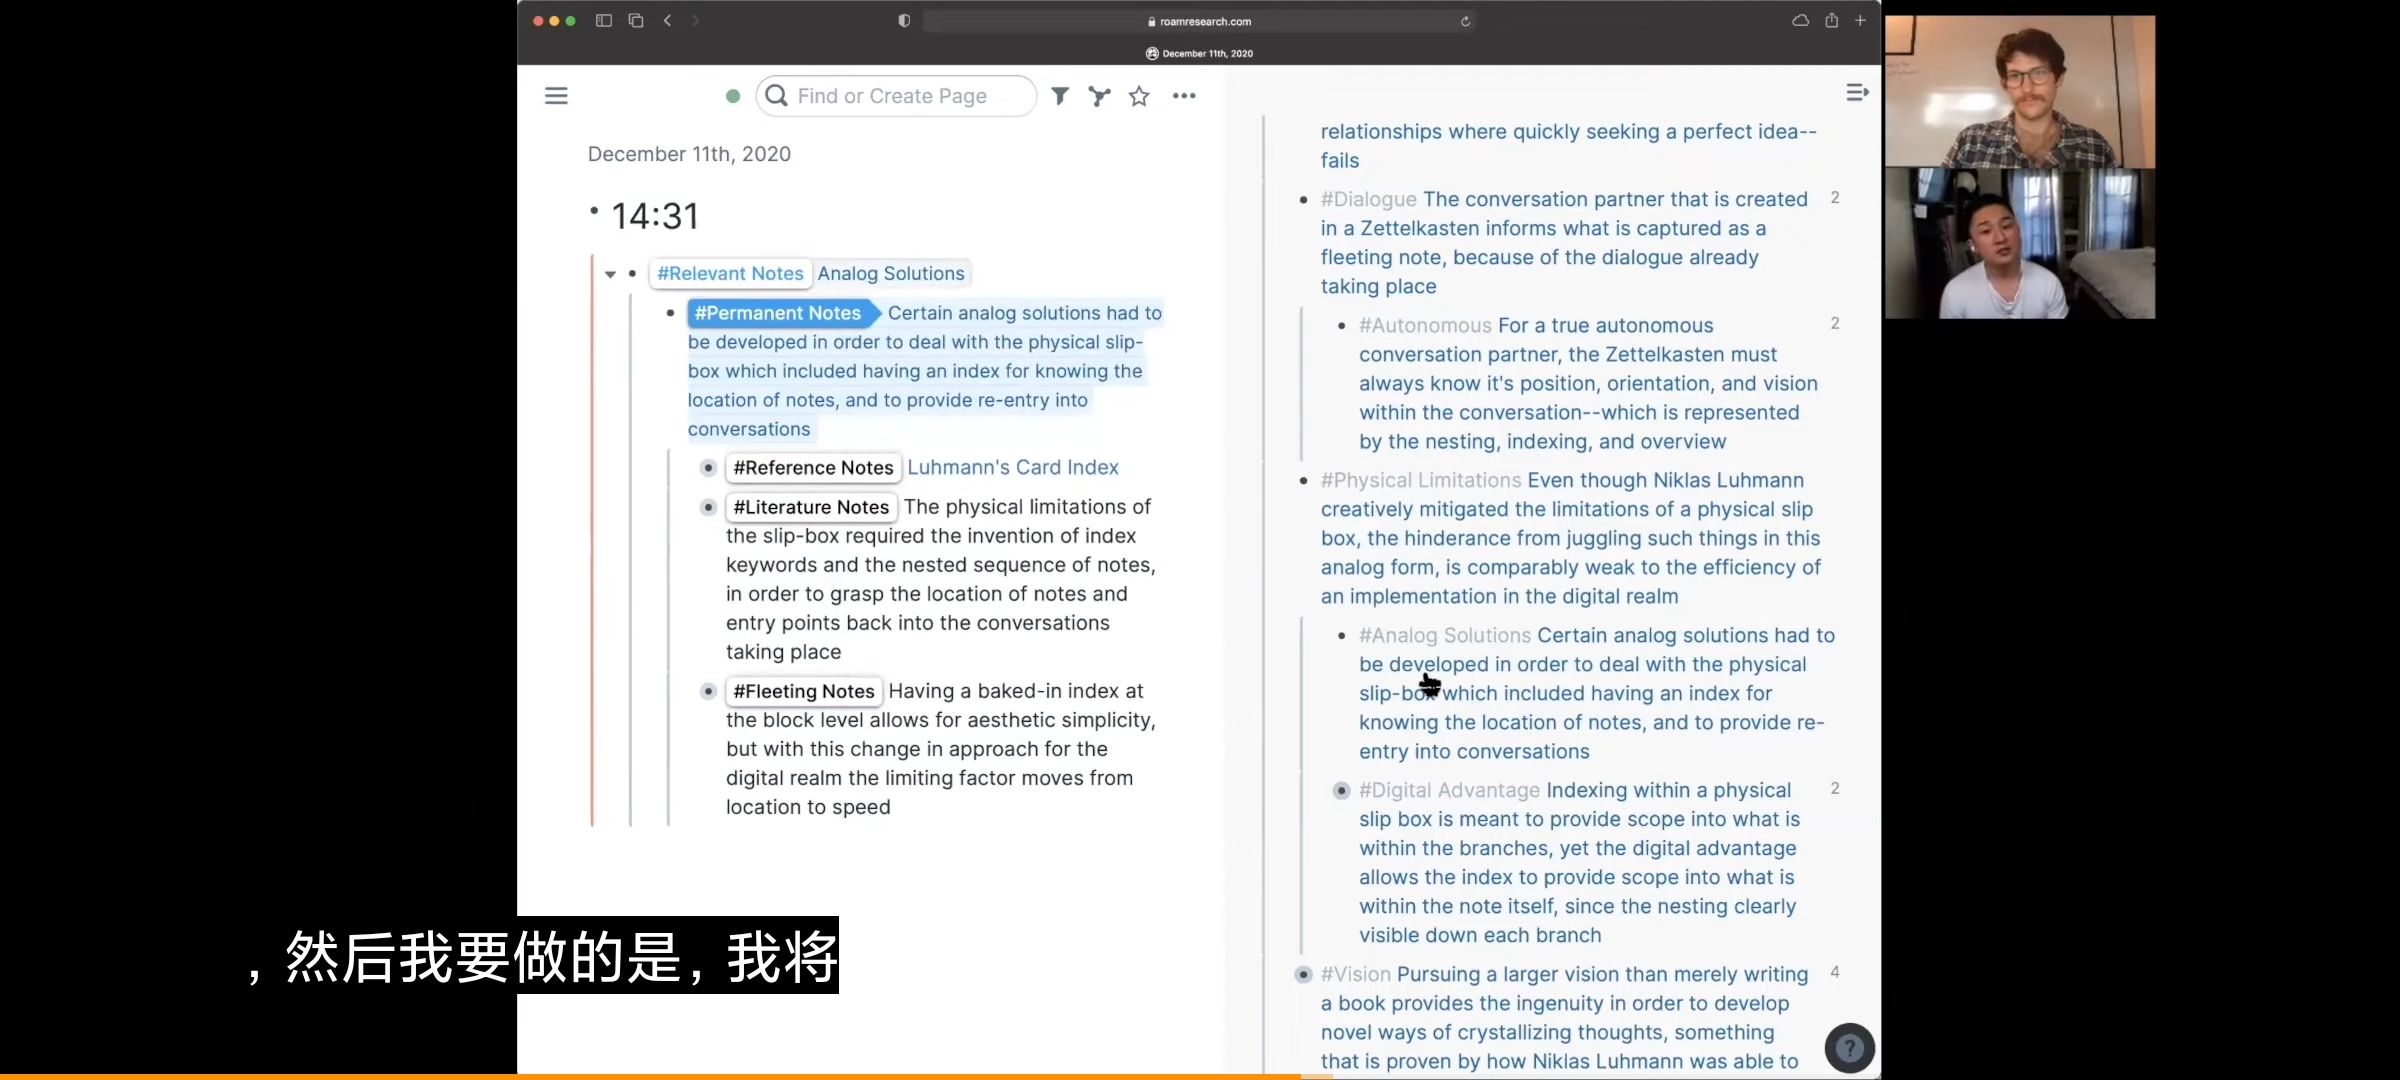 roamresearch.com
December 11th, 2020
Find or Create Page
December 11th, 2020
14:31
#Relevant Notes Analog Solutions
#Permanent Notes Certain analog solutions had to
be developed in order to deal with the physical slip-
box which included having an index for knowing the
location of notes, and to provide re-entry into
conversations
#Reference Notes Luhmann's Card Index
#Literature Notes The physical limitations of
the slip-box required the invention of index
keywords and the nested sequence of notes,
in order to grasp the location of notes and
entry points back into the conversations
taking place
#Fleeting Notes Having a baked-in index at
the block level allows for aesthetic simplicity,
but with this change in approach for the
digital realm the limiting factor moves from
location to speed
relationships where quickly seeking a perfect idea--
fails
#Dialogue The conversation partner that is created 2
in a Zettelkasten informs what is captured as a
fleeting note, because of the dialogue already
taking place
#Autonomous For a true autonomous 2
conversation partner, the Zettelkasten must
always know it's position, orientation, and vision
within the conversation--which is represented
by the nesting, indexing, and overview
#Physical Limitations Even though Niklas Luhmann
creatively mitigated the limitations of a physical slip
box, the hinderance from juggling such things in this
analog form, is comparably weak to the efficiency of
an implementation in the digital realm
#Analog Solutions Certain analog solutions had to
be developed in order to deal with the physical
slip-box which included having an index for
knowing the location of notes, and to provide re-
entry into conversations
#Digital Advantage Indexing within a physical 2
slip box is meant to provide scope into what is
within the branches, yet the digital advantage
allows the index to provide scope into what is
within the note itself, since the nesting clearly
visible down each branch
#Vision Pursuing a larger vision than merely writing 4
a book provides the ingenuity in order to develop
novel ways of crystallizing thoughts, something
that is proven by how Niklas Luhmann was able to
?
，然后我要做的是，我将